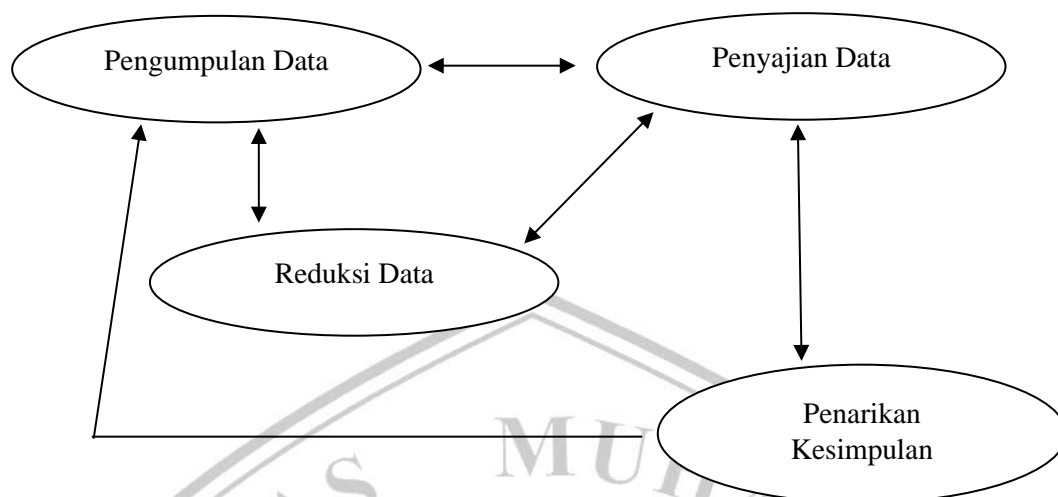 Pengumpulan Data
Penyajian Data
Reduksi Data
Penarikan
Kesimpulan